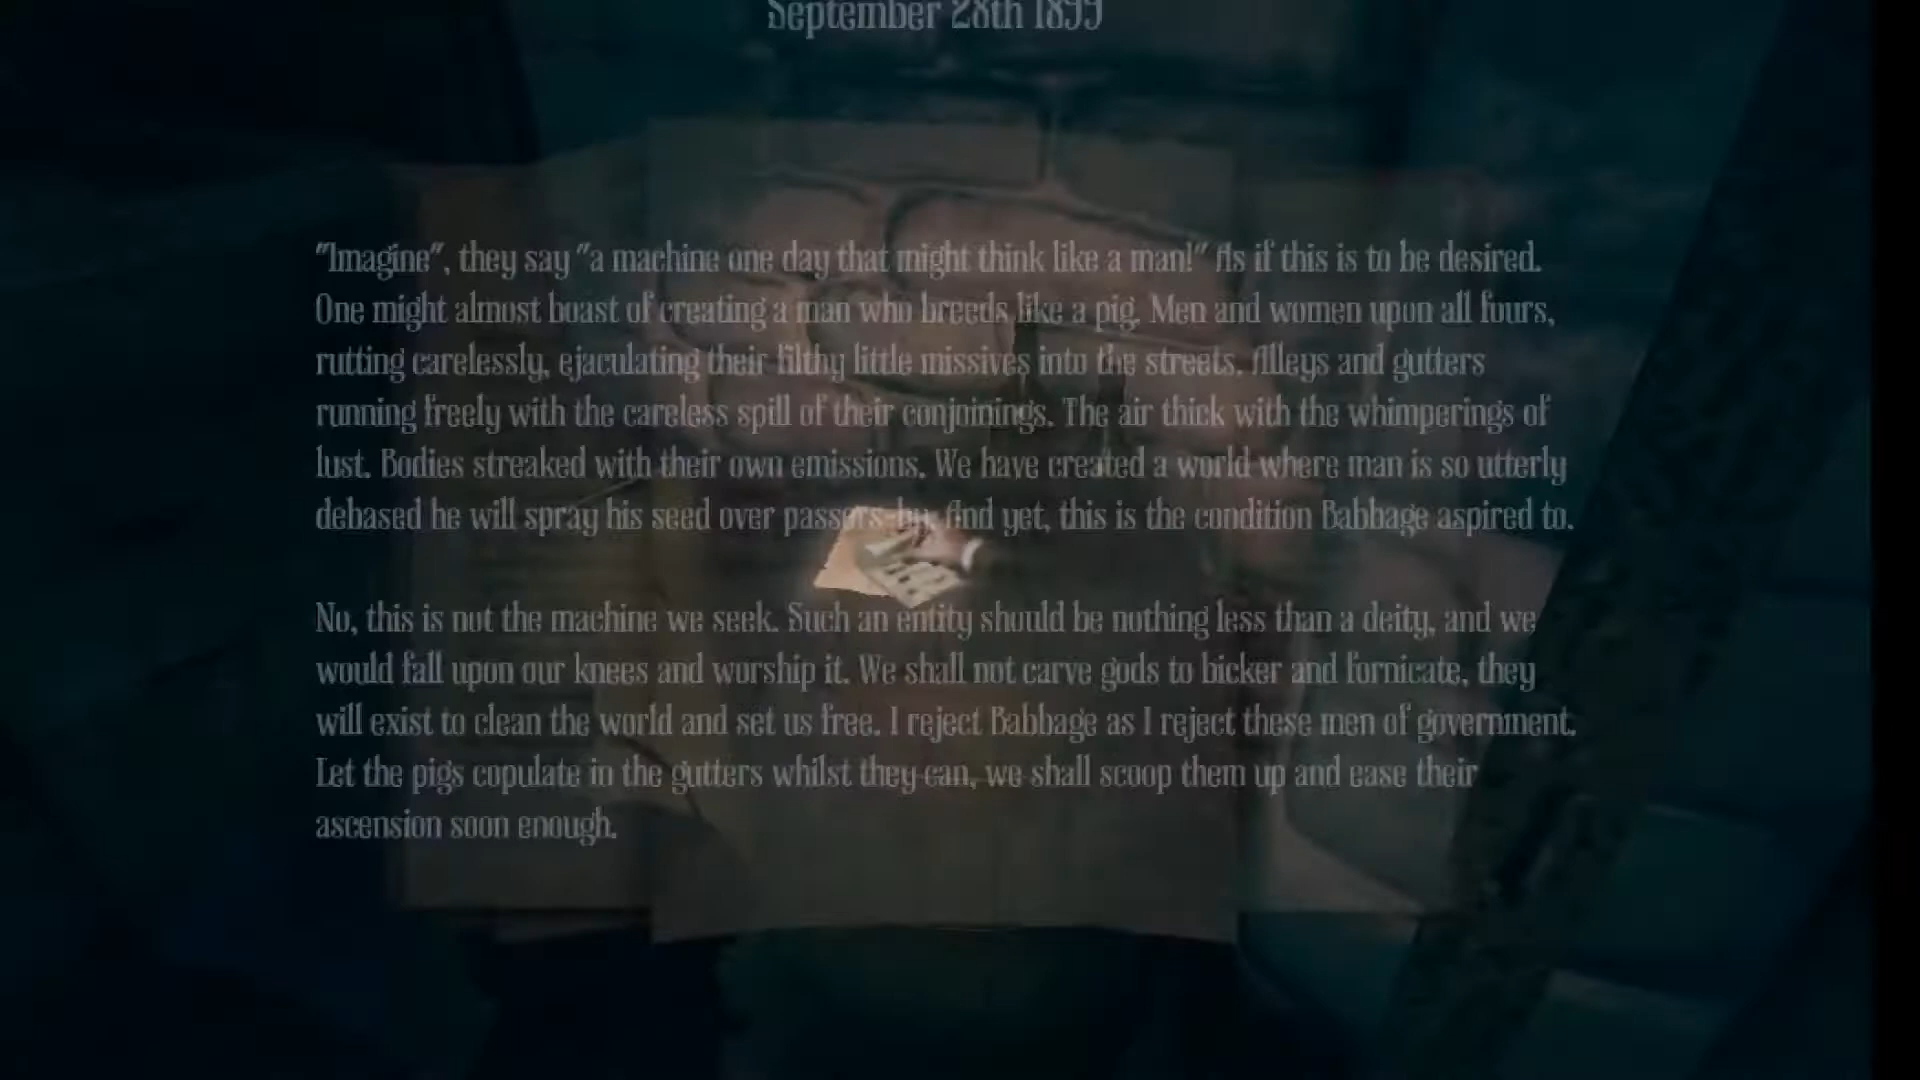 September 28th 1899
"Imagine", they say "a machine one day that might think like a man!" As if this is to be desired.
One might almost boast of creating a man who breeds like a pig. Men and women upon all fours,
rutting carelessly, ejaculating their filthy little missives into the streets. Alleys and gutters
running freely with the careless spill of their conjoinings. The air thick with the whimperings of
lust. Bodies streaked with their own emissions. We have created a world where man is so utterly
debased he will spray his seed over passers-by. And yet, this is the condition Babbage aspired to.
No, this is not the machine we seek. Such an entity should be nothing less than a deity, and we
would fall upon our knees and worship it. We shall not carve gods to bicker and fornicate, they
will exist to clean the world and set us free. I reject Babbage as I reject these men of government.
Let the pigs copulate in the gutters whilst they can, we shall scoop them up and ease their
ascension soon enough.